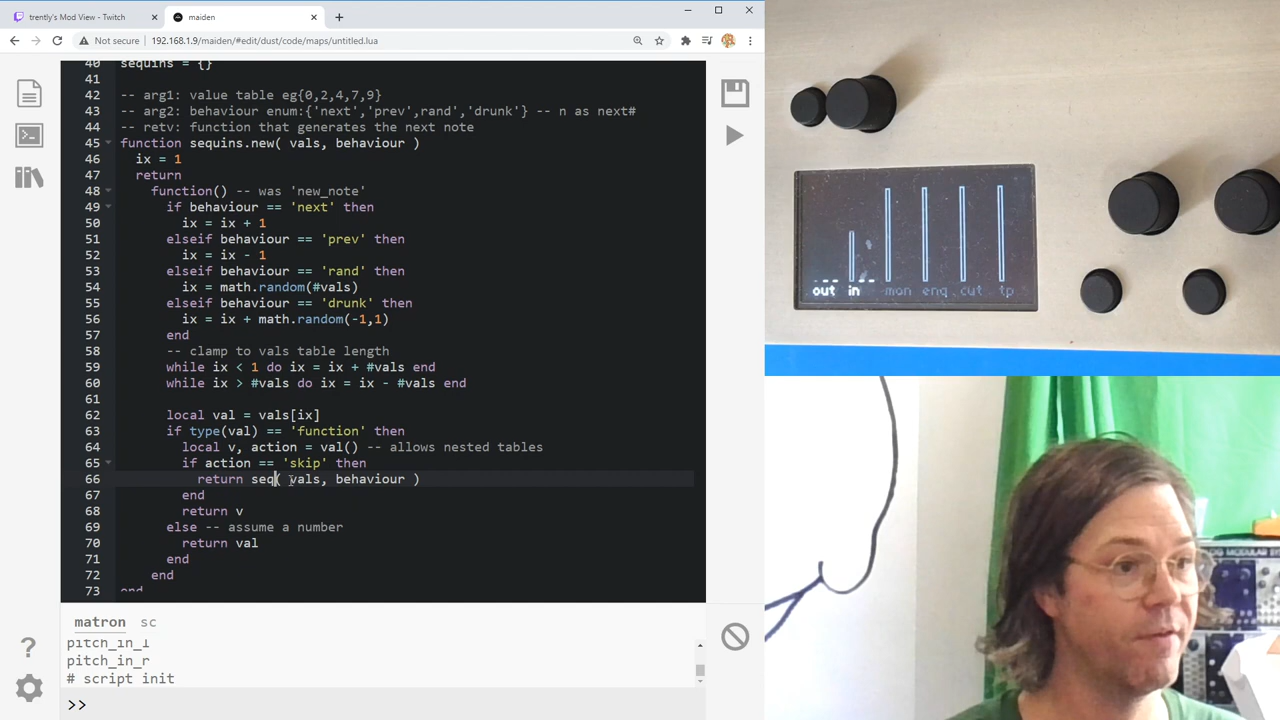 trently's Mod View - Twitch
maiden
Not secure
192.168.1.9/maiden/#edit/dust/code/maps/untitled.lua
40 sequins = {}
41
42 -- arg1: value table eg{0,2,4,7,9}
43 -- arg2: behaviour enum:{'next','prev',rand','drunk'} -- n as next#
44 -- retv: function that generates the next note
45 function sequins.new( vals, behaviour )
46 ix = 1
47 return
48 function() -- was 'new_note'
49 if behaviour == 'next' then
50 ix = ix + 1
51 elseif behaviour == 'prev' then
52 ix = ix - 1
53 elseif behaviour == 'rand' then
54 ix = math.random(#vals)
55 elseif behaviour == 'drunk' then
56 ix = ix + math.random(-1,1)
57 end
58 -- clamp to vals table length
59 while ix < 1 do ix = ix + #vals end
60 while ix > #vals do ix = ix - #vals end
61
62 local val = vals[ix]
63 if type(val) == 'function' then
64 local v, action = val() -- allows nested tables
65 if action == 'skip' then
66 return seq( vals, behaviour )
67 end
68 return v
69 else -- assume a number
70 return val
71 end
72 end
73 end
matron sc
pitch_in_l
pitch_in_r
# script init
>>
?
out in mon eng cut tp